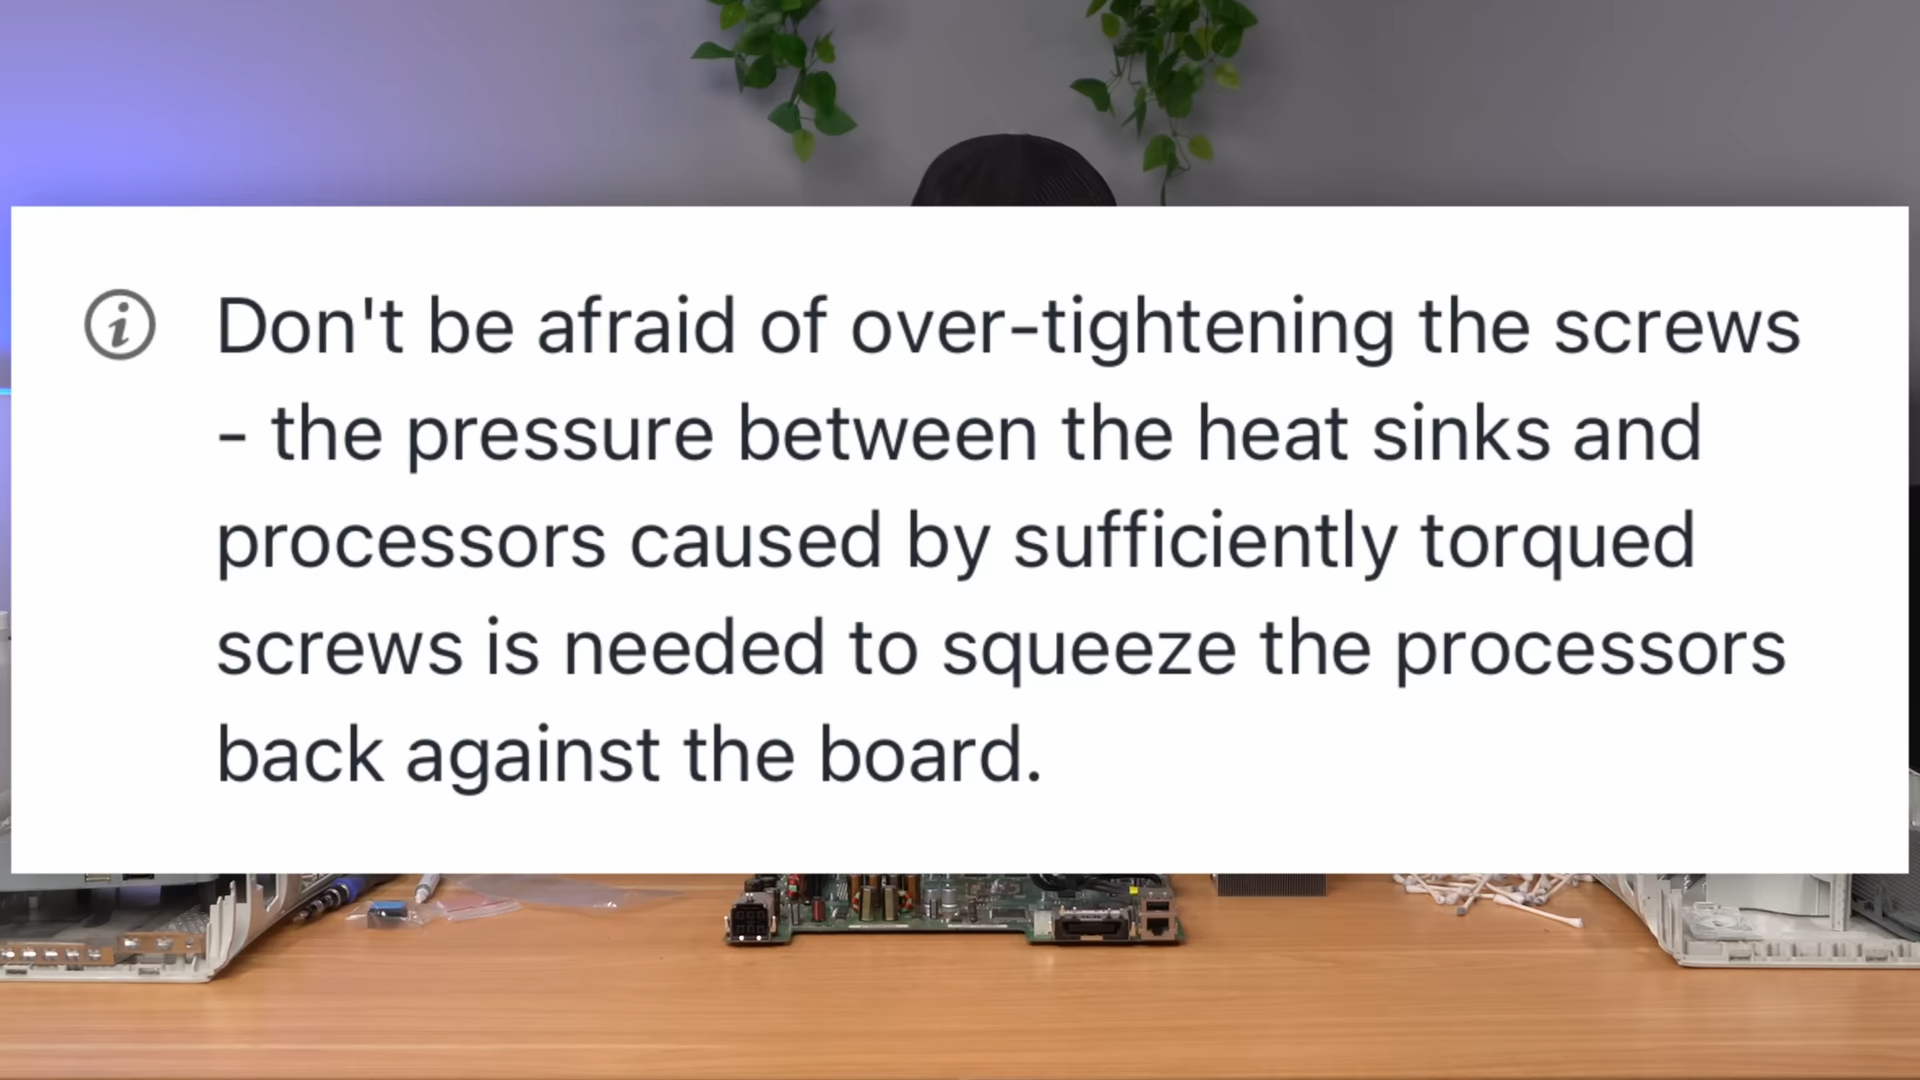 Don't be afraid of over-tightening the screws
- the pressure between the heat sinks and
processors caused by sufficiently torqued
screws is needed to squeeze the processors
back against the board.